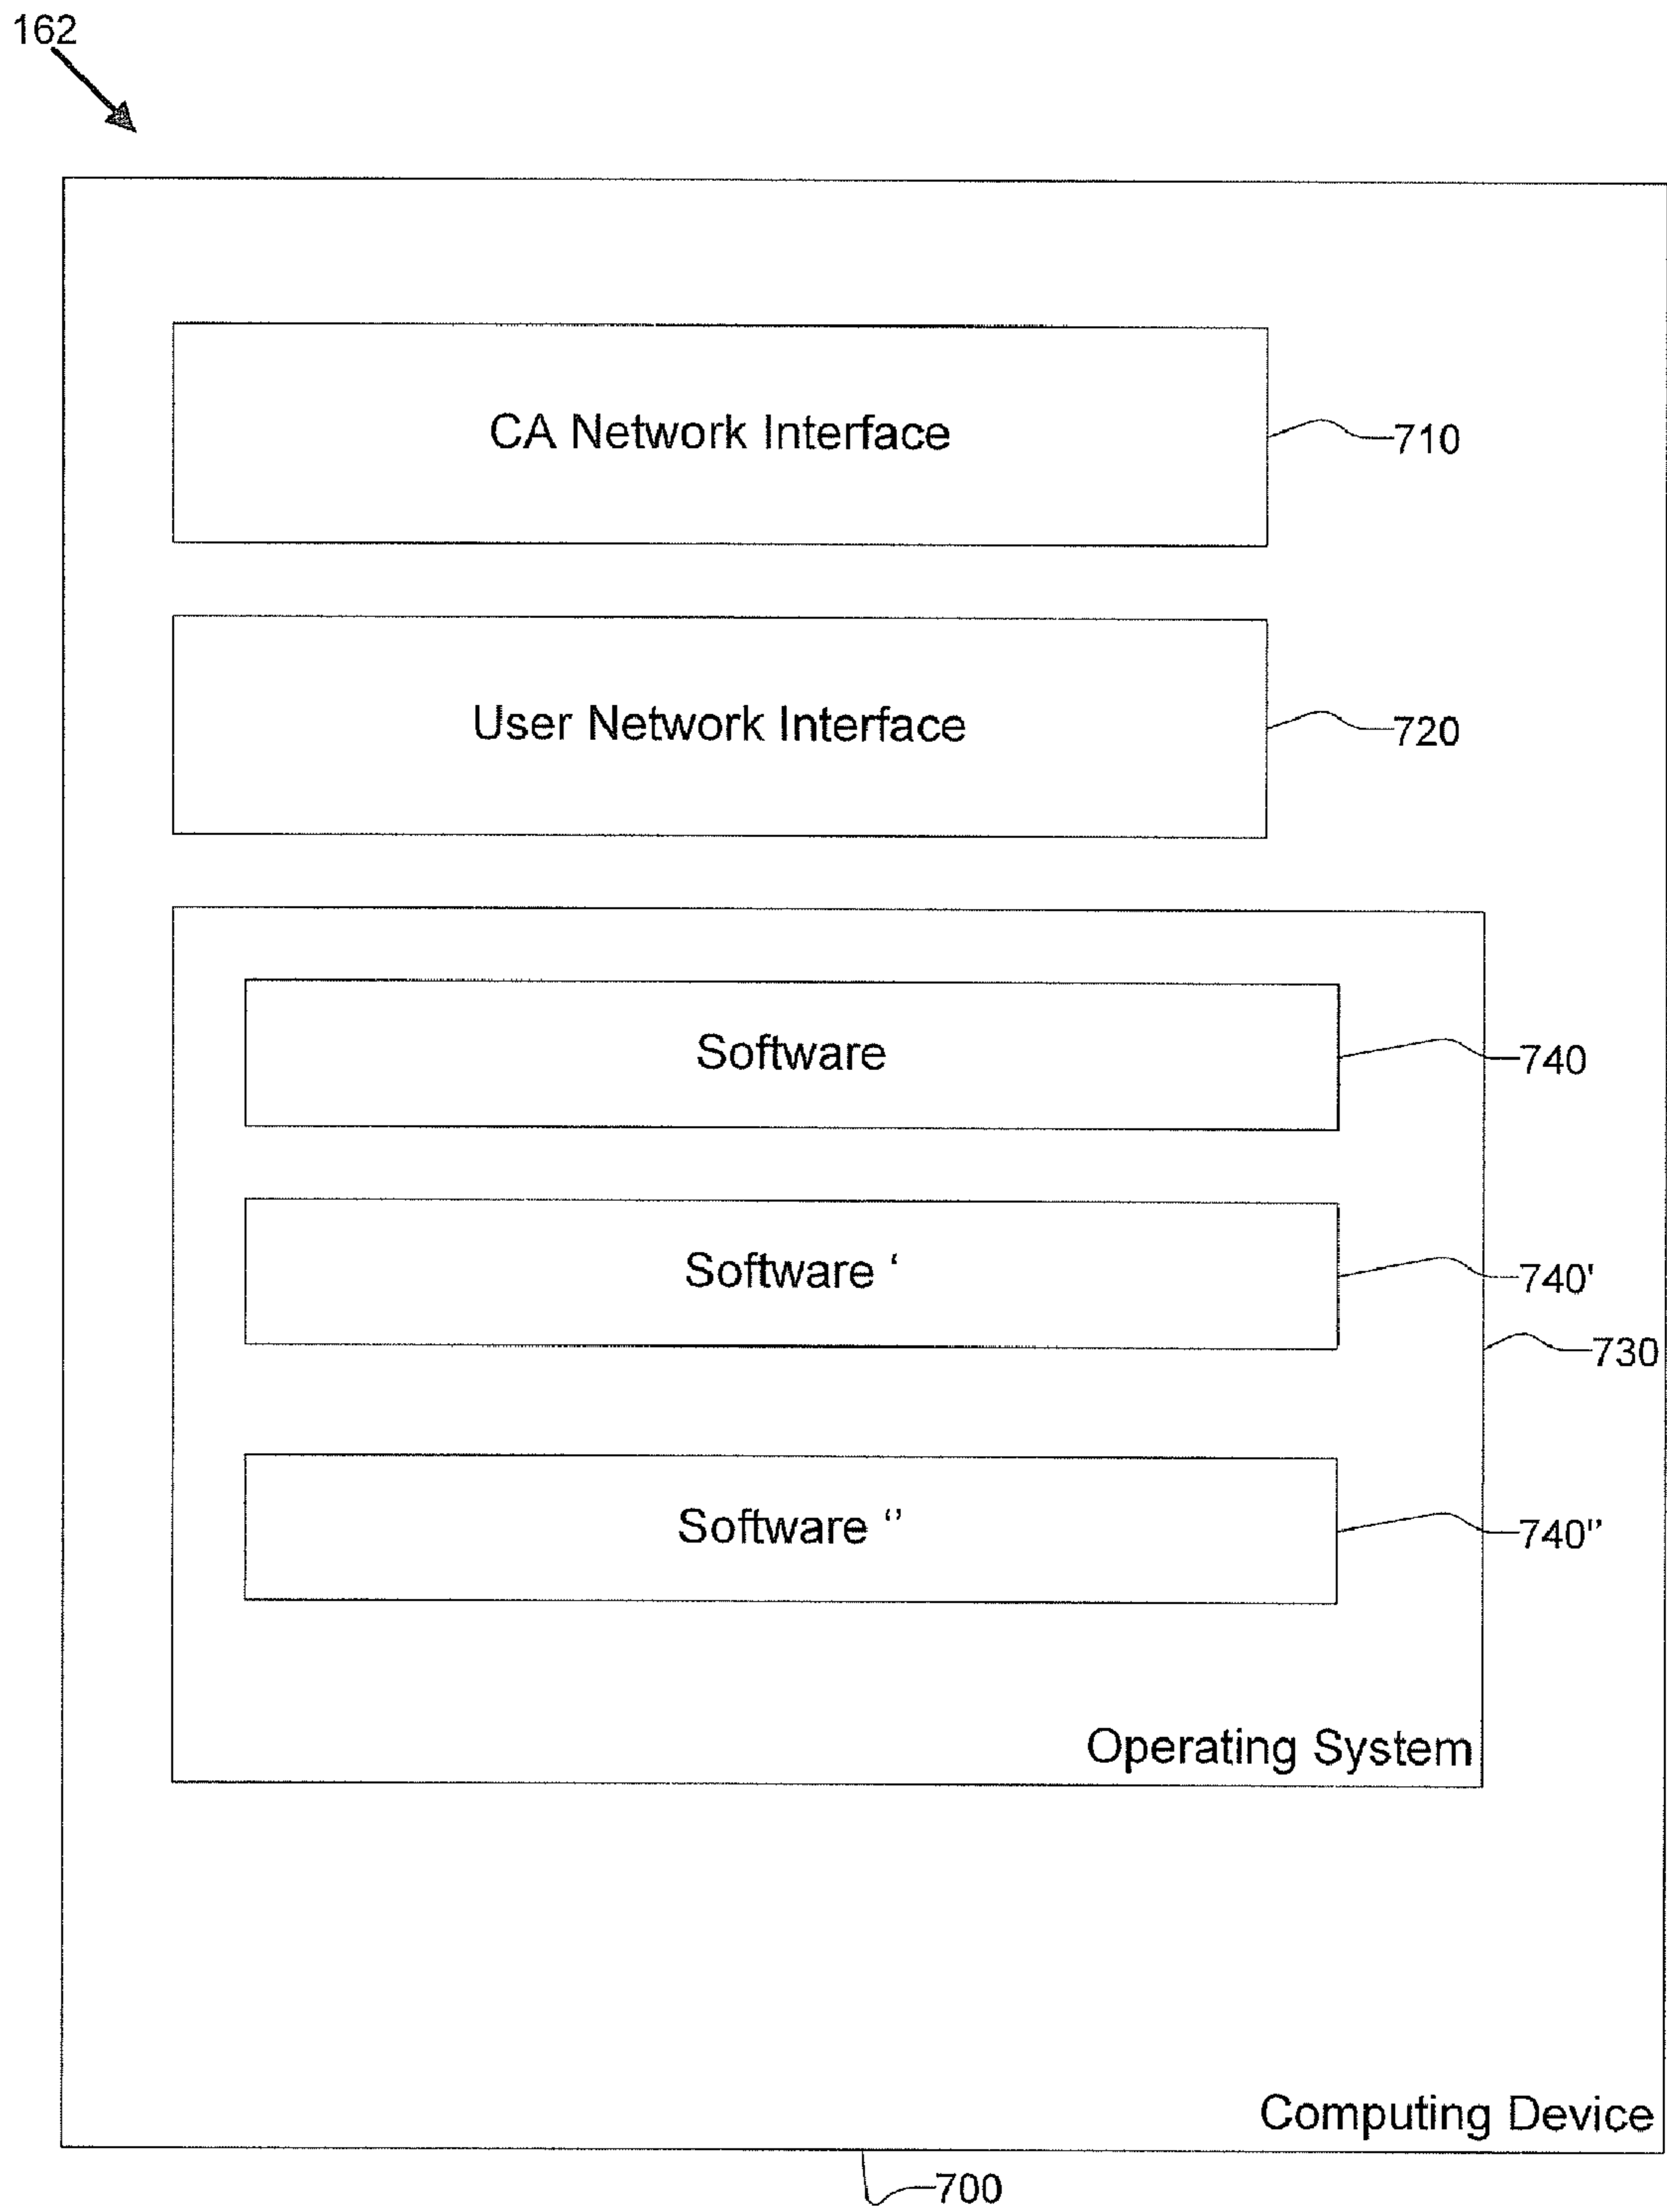 162
CA Network Interface
710
User Network Interface
720
Software
740
Software ‘
740'
730
Software ‘’
740"
Operating System
Computing Device
700